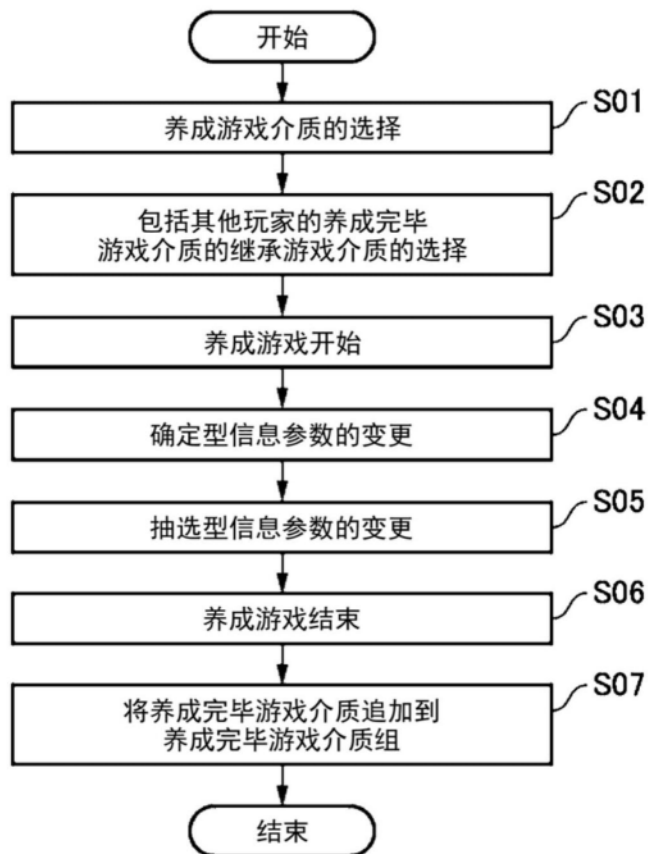 开始
养成游戏介质的选择
S01
包括其他玩家的养成完毕
游戏介质的继承游戏介质的选择
S02
养成游戏开始
S03
确定型信息参数的变更
S04
抽选型信息参数的变更
S05
养成游戏结束
S06
将养成完毕游戏介质追加到
养成完毕游戏介质组
S07
结束